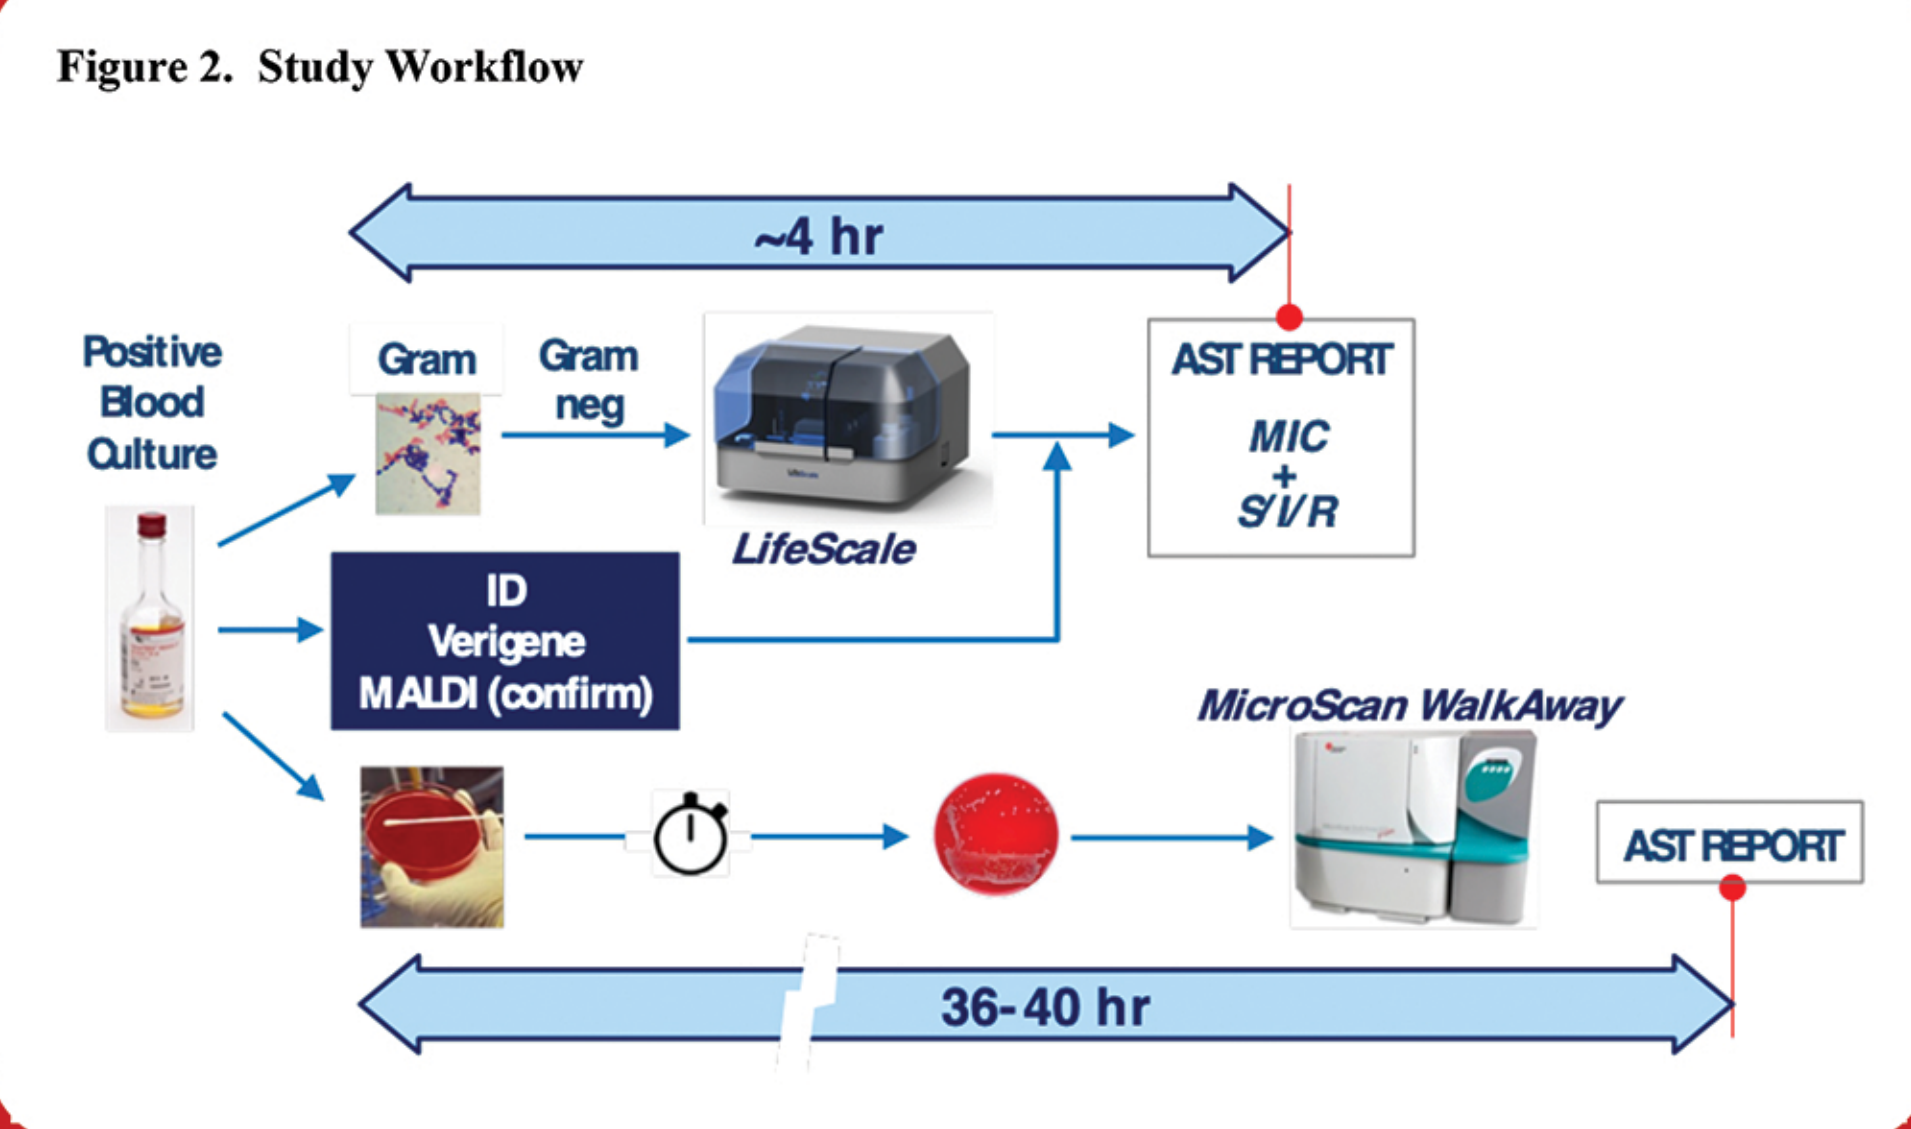 Figure 2. Study Workflow
~4 hr
Positive
Blood
Culture
Gram
Gram
neg
LifeScale
AST REPORT
MIC
+
S/I/R
ID
Verigene
MALDI (confirm)
MicroScan WalkAway
AST REPORT
36-40 hr